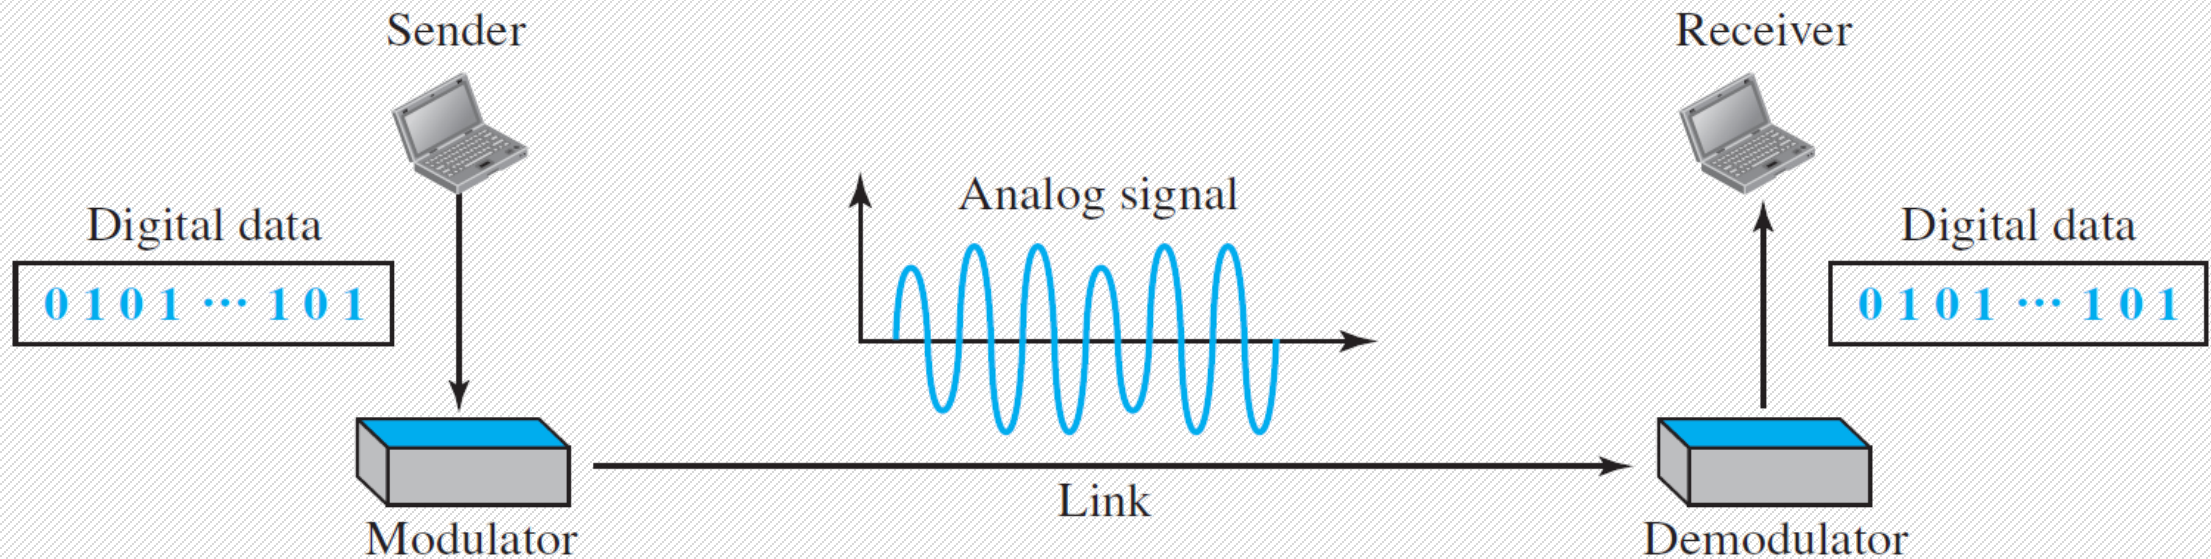 Sender
Receiver
Analog signal
Digital data
Digital data
0 1 0 1 ··· 1 0 1
0 1 0 1 ··· 1 0 1
Link
Modulator
Demodulator